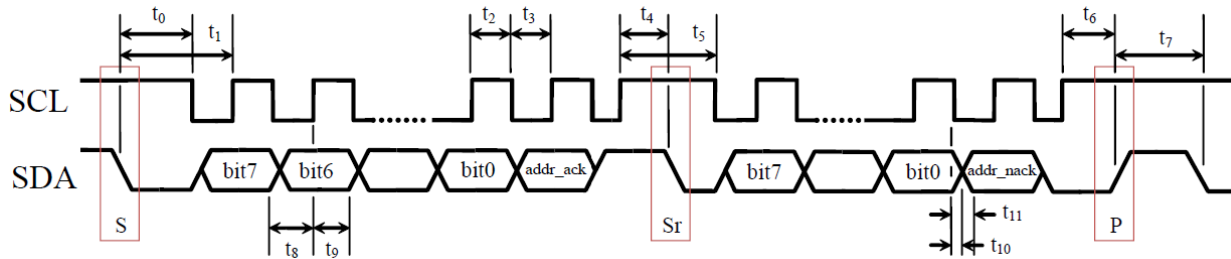 t0 t2 t3 t4 t6
t1 t5 t7
SCL
SDA bit7 bit6 bit0 addr_ack bit7 bit0 addr_nack
S Sr P
t8 t9 t11
t10